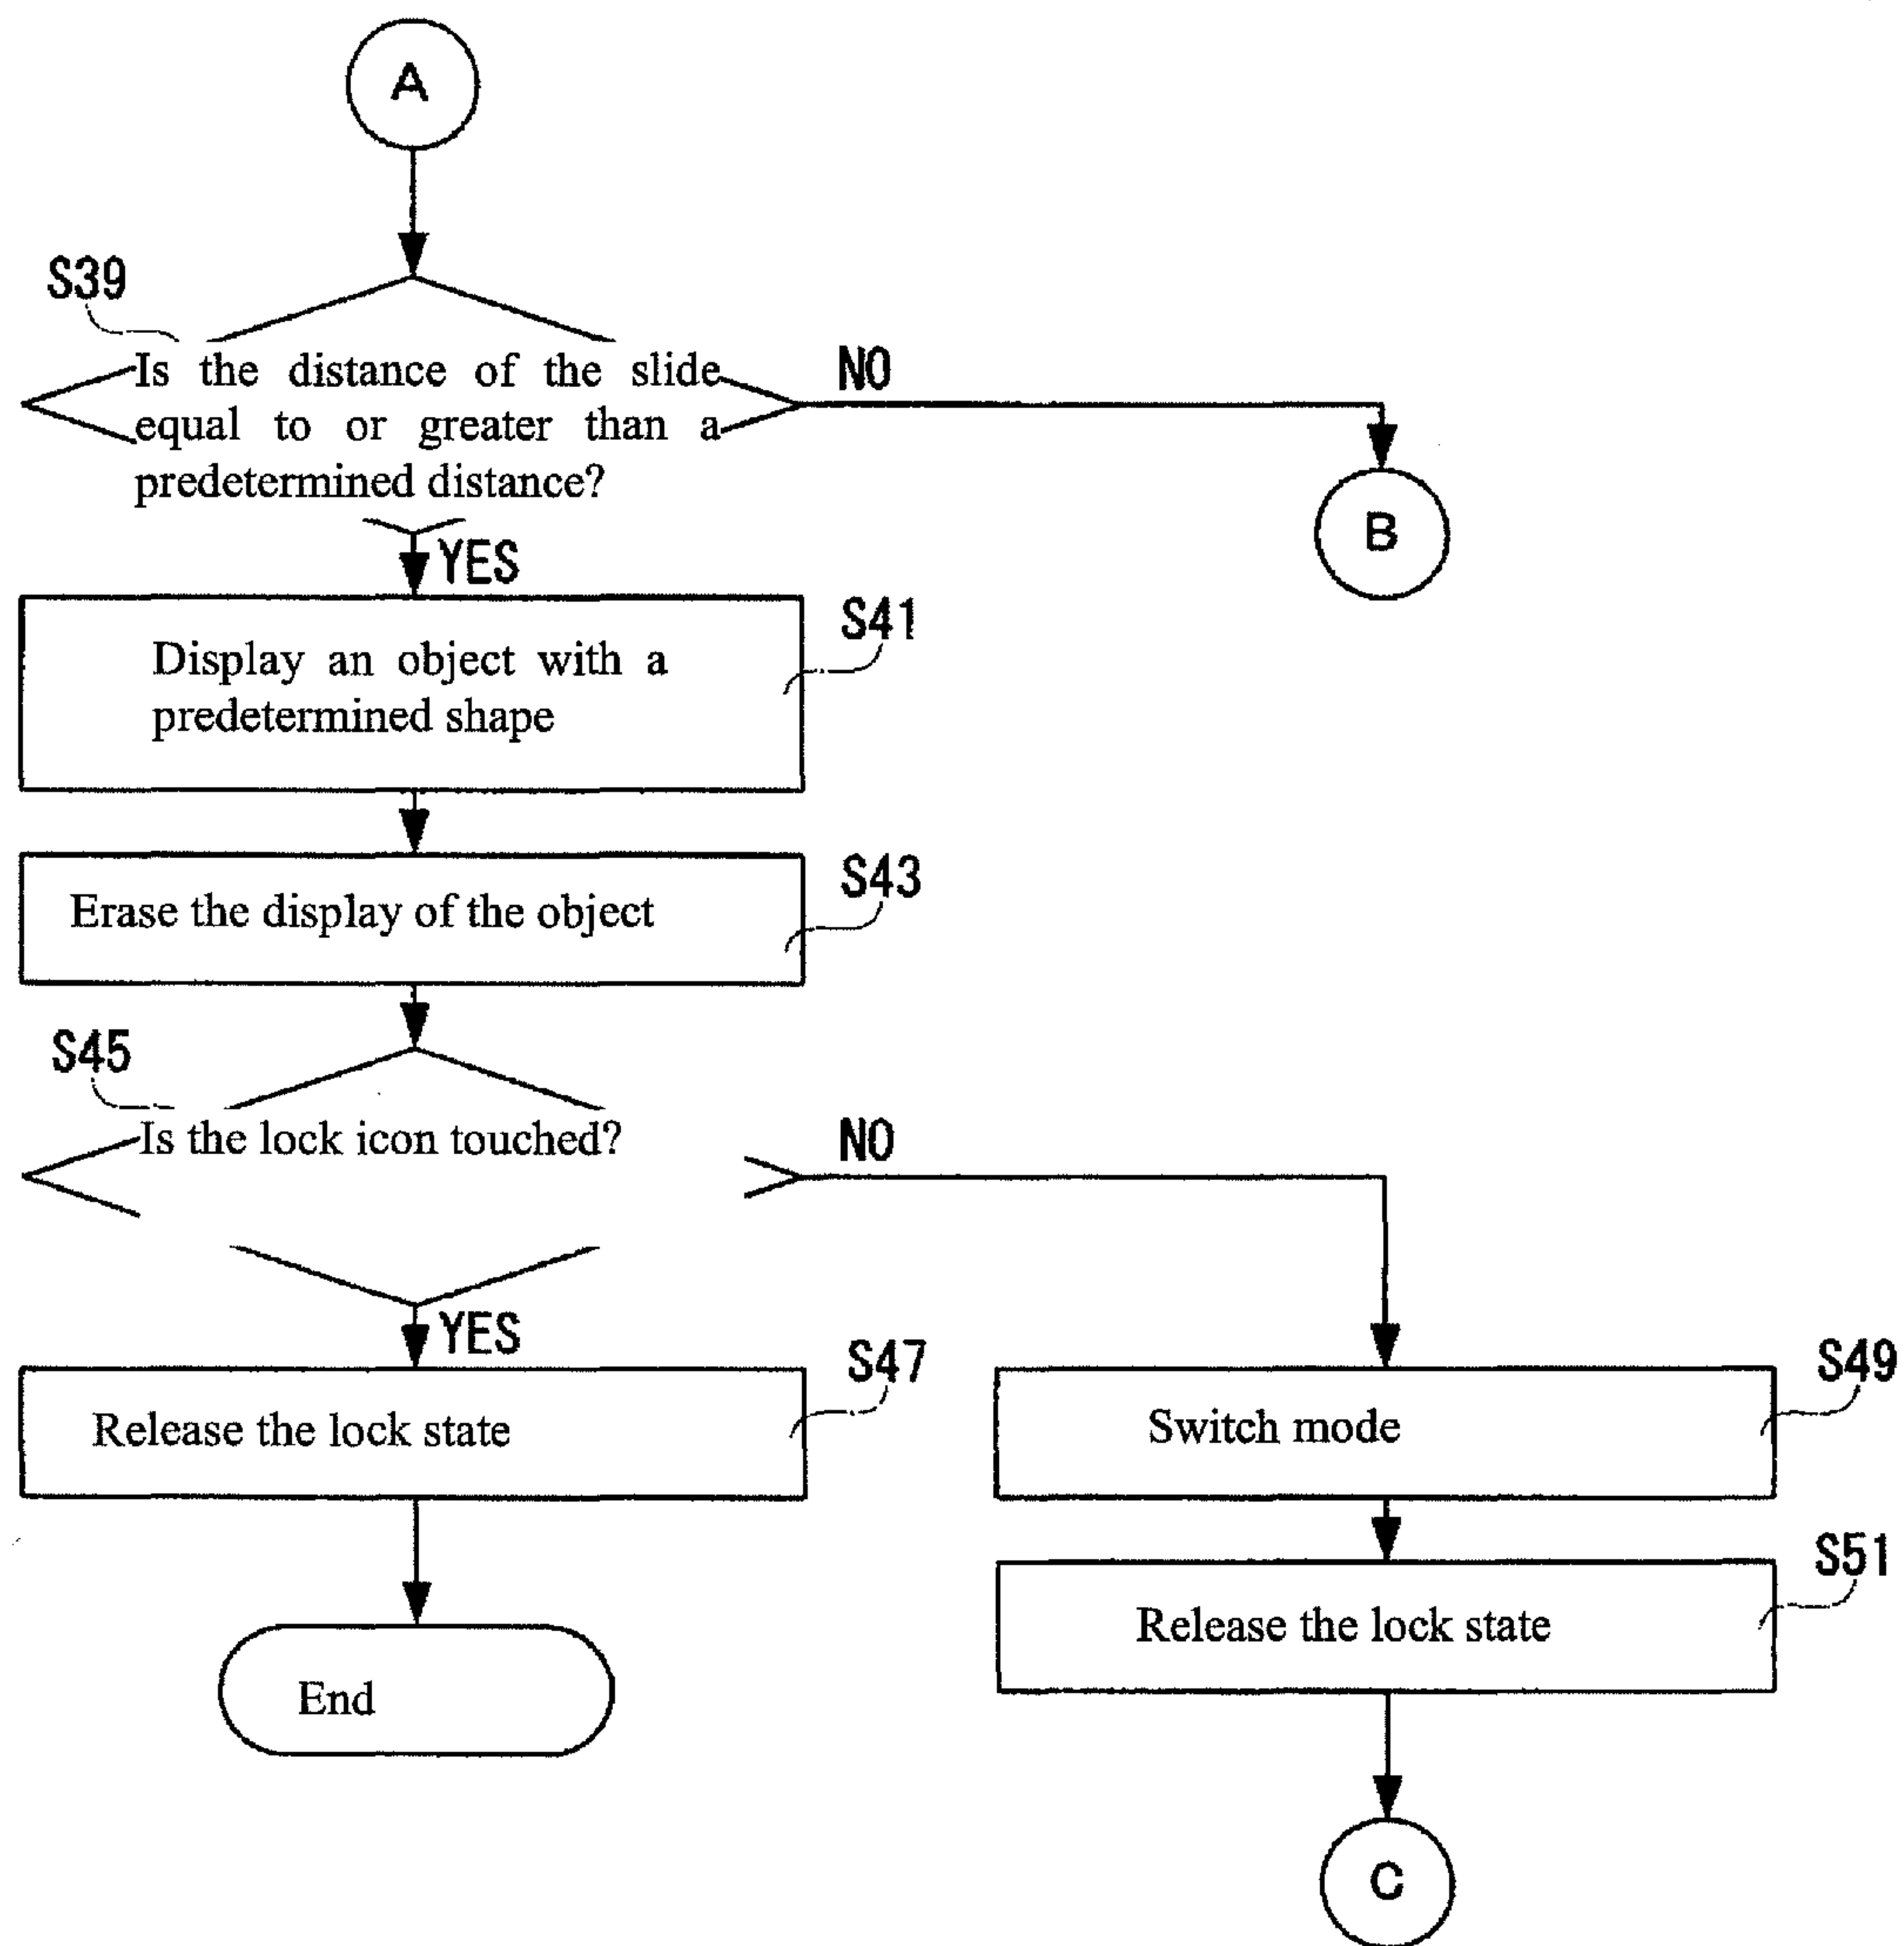 A
S39
Is the distance of the slide
equal to or greater than a
predetermined distance?
NO
B
YES
S41
Display an object with a
predetermined shape
S43
Erase the display of the object
S45
Is the lock icon touched?
NO
YES
S47
Release the lock state
S49
Switch mode
S51
Release the lock state
End
C